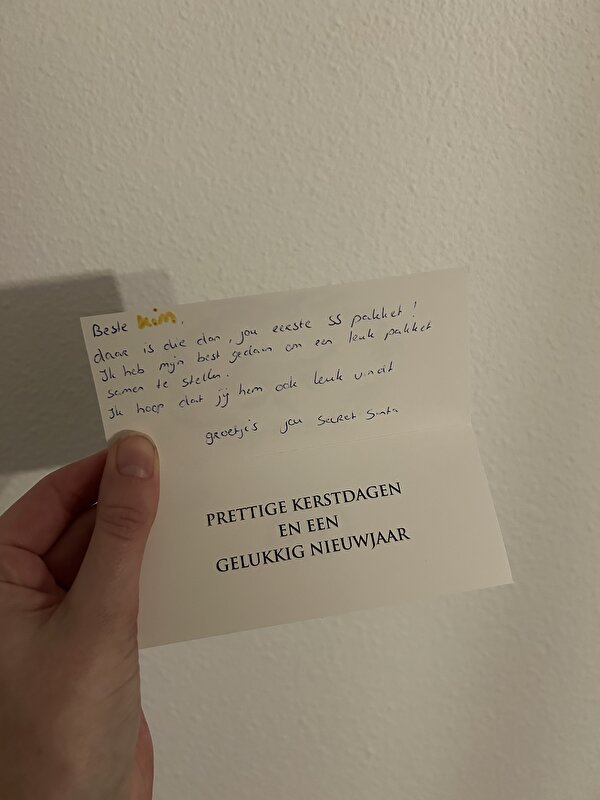 Beste Kim,
daar is die dan, jou eerste SS pakket!
Ik heb mijn best gedaan om een leuk pakket
samen te stellen.
Ik hoop dat jij hem ook leuk vindt
groetjes jou Secret Santa
PRETTIGE KERSTDAGEN
EN EEN
GELUKKIG NIEUWJAAR